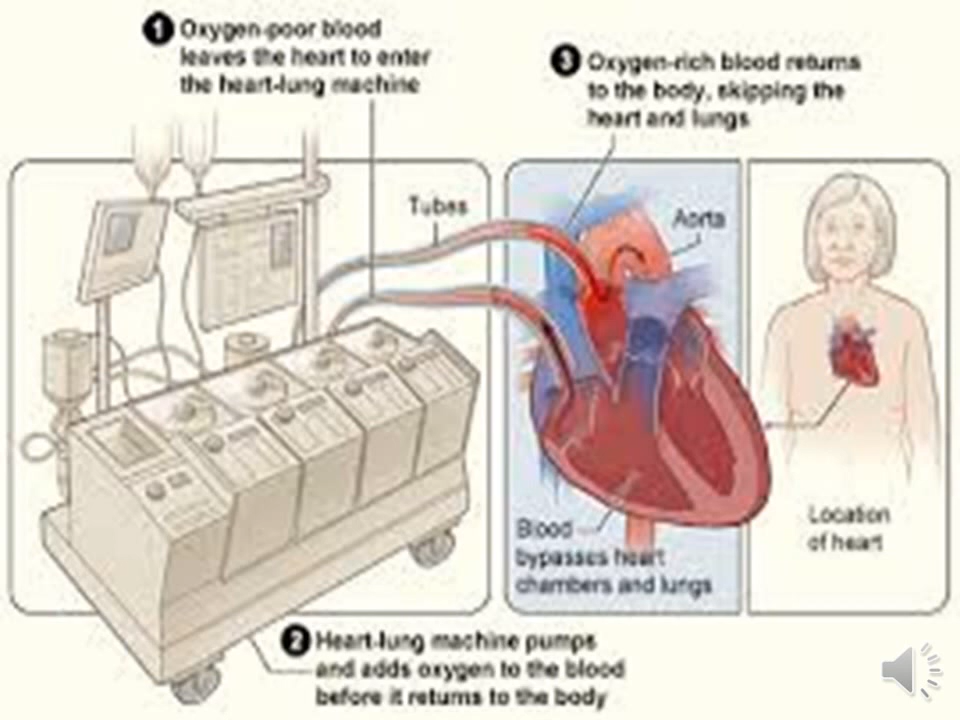 1 Oxygen-poor blood
leaves the heart to enter
the heart-lung machine
3 Oxygen-rich blood returns
to the body, skipping the
heart and lungs
Tubes
Aorta
Blood
bypasses heart
chambers and lungs
Location
of heart
2 Heart-lung machine pumps
and adds oxygen to the blood
before it returns to the body